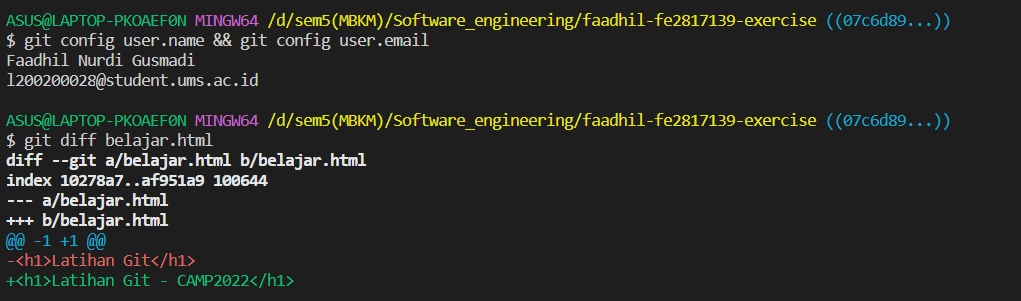 ASUS@LAPTOP-PKOAEF0N MINGW64 /d/sem5(MBKM)/Software_engineering/faadhil-fe2817139-exercise ((07c6d89...))
$ git config user.name && git config user.email
Faadhil Nurdi Gusmadi
l200200028@student.ums.ac.id
ASUS@LAPTOP-PKOAEF0N MINGW64 /d/sem5(MBKM)/Software_engineering/faadhil-fe2817139-exercise ((07c6d89...))
$ git diff belajar.html
diff --git a/belajar.html b/belajar.html
index 10278a7..af951a9 100644
--- a/belajar.html
+++ b/belajar.html
@@ -1 +1 @@
-<h1>Latihan Git</h1>
+<h1>Latihan Git - CAMP2022</h1>